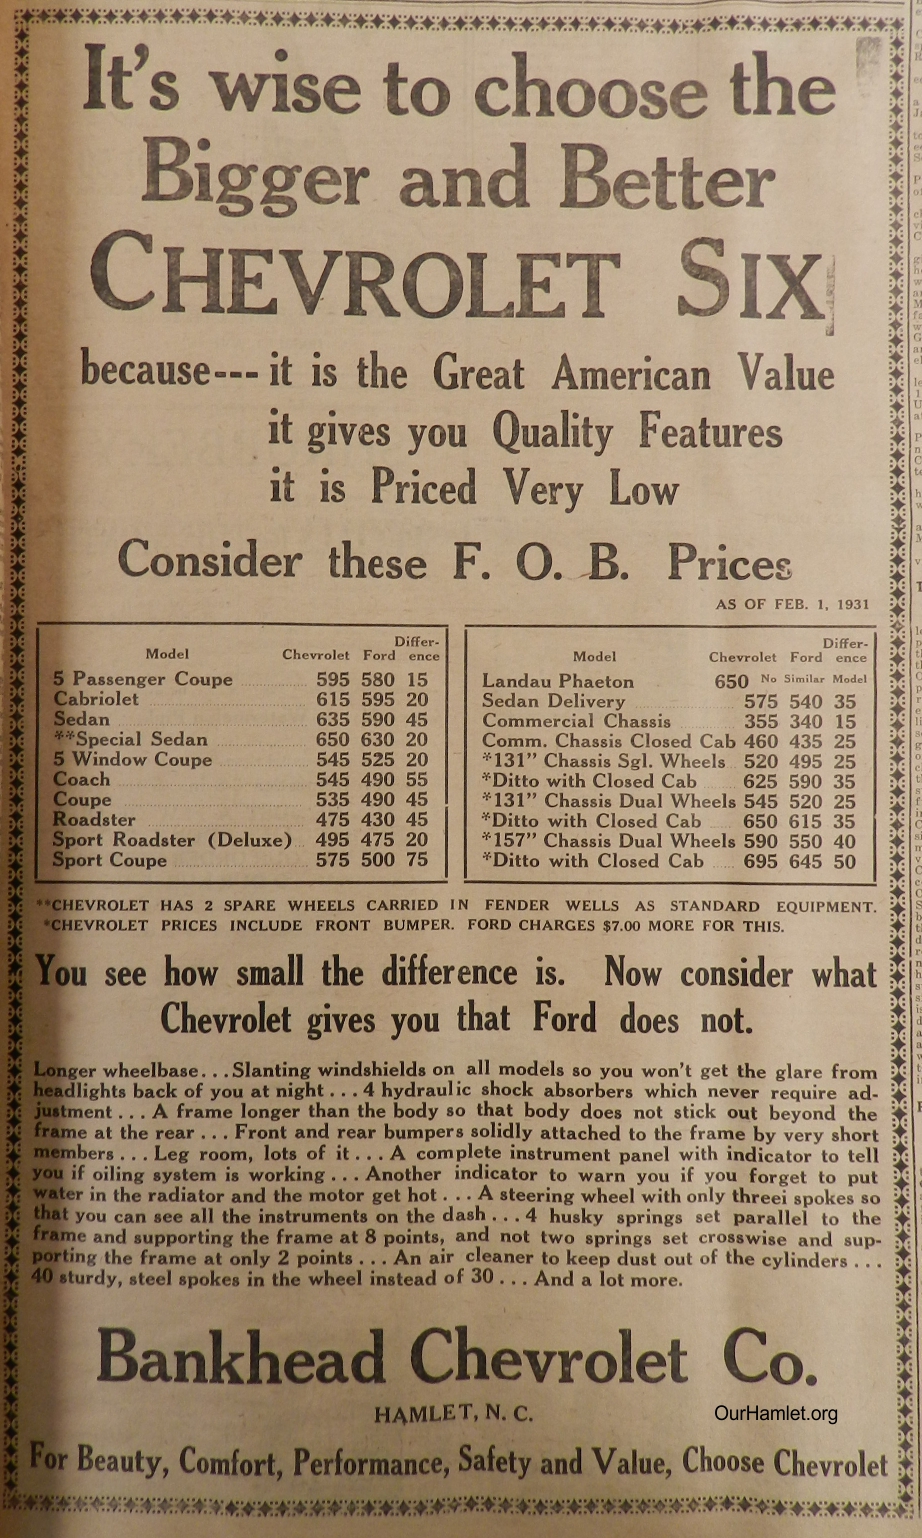 It's wise to choose the
Bigger and Better
CHEVROLET SIX
because--- it is the Great American Value
it gives you Quality Features
it is Priced Very Low
Consider these F. O. B. Prices
AS OF FEB. 1, 1931
Model Chevrolet Ford Differ-ence
5 Passenger Coupe 595 580 15
Cabriolet 615 595 20
Sedan 635 590 45
**Special Sedan 650 630 20
5 Window Coupe 545 525 20
Coach 545 490 55
Coupe 535 490 45
Roadster 475 430 45
Sport Roadster (Deluxe) 495 475 20
Sport Coupe 575 500 75
Model Chevrolet Ford Differ-ence
Landau Phaeton 650 No Similar Model
Sedan Delivery 575 540 35
Commercial Chassis 355 340 15
Comm. Chassis Closed Cab 460 435 25
*131" Chassis Sgl. Wheels 520 495 25
*Ditto with Closed Cab 625 590 35
*131" Chassis Dual Wheels 545 520 25
*Ditto with Closed Cab 650 615 35
*157" Chassis Dual Wheels 590 550 40
*Ditto with Closed Cab 695 645 50
**CHEVROLET HAS 2 SPARE WHEELS CARRIED IN FENDER WELLS AS STANDARD EQUIPMENT.
*CHEVROLET PRICES INCLUDE FRONT BUMPER. FORD CHARGES $7.00 MORE FOR THIS.
You see how small the difference is. Now consider what
Chevrolet gives you that Ford does not.
Longer wheelbase...Slanting windshields on all models so you won't get the glare from
headlights back of you at night...4 hydraulic shock absorbers which never require ad-
justment...A frame longer than the body so that body does not stick out beyond the
frame at the rear...Front and rear bumpers solidly attached to the frame by very short
members...Leg room, lots of it...A complete instrument panel with indicator to tell
you if oiling system is working...Another indicator to warn you if you forget to put
water in the radiator and the motor get hot...A steering wheel with only threei spokes so
that you can see all the instruments on the dash...4 husky springs set parallel to the
frame and supporting the frame at 8 points, and not two springs set crosswise and sup-
porting the frame at only 2 points...An air cleaner to keep dust out of the cylinders...
40 sturdy, steel spokes in the wheel instead of 30...And a lot more.
Bankhead Chevrolet Co.
HAMLET, N. C.
OurHamlet.org
For Beauty, Comfort, Performance, Safety and Value, Choose Chevrolet